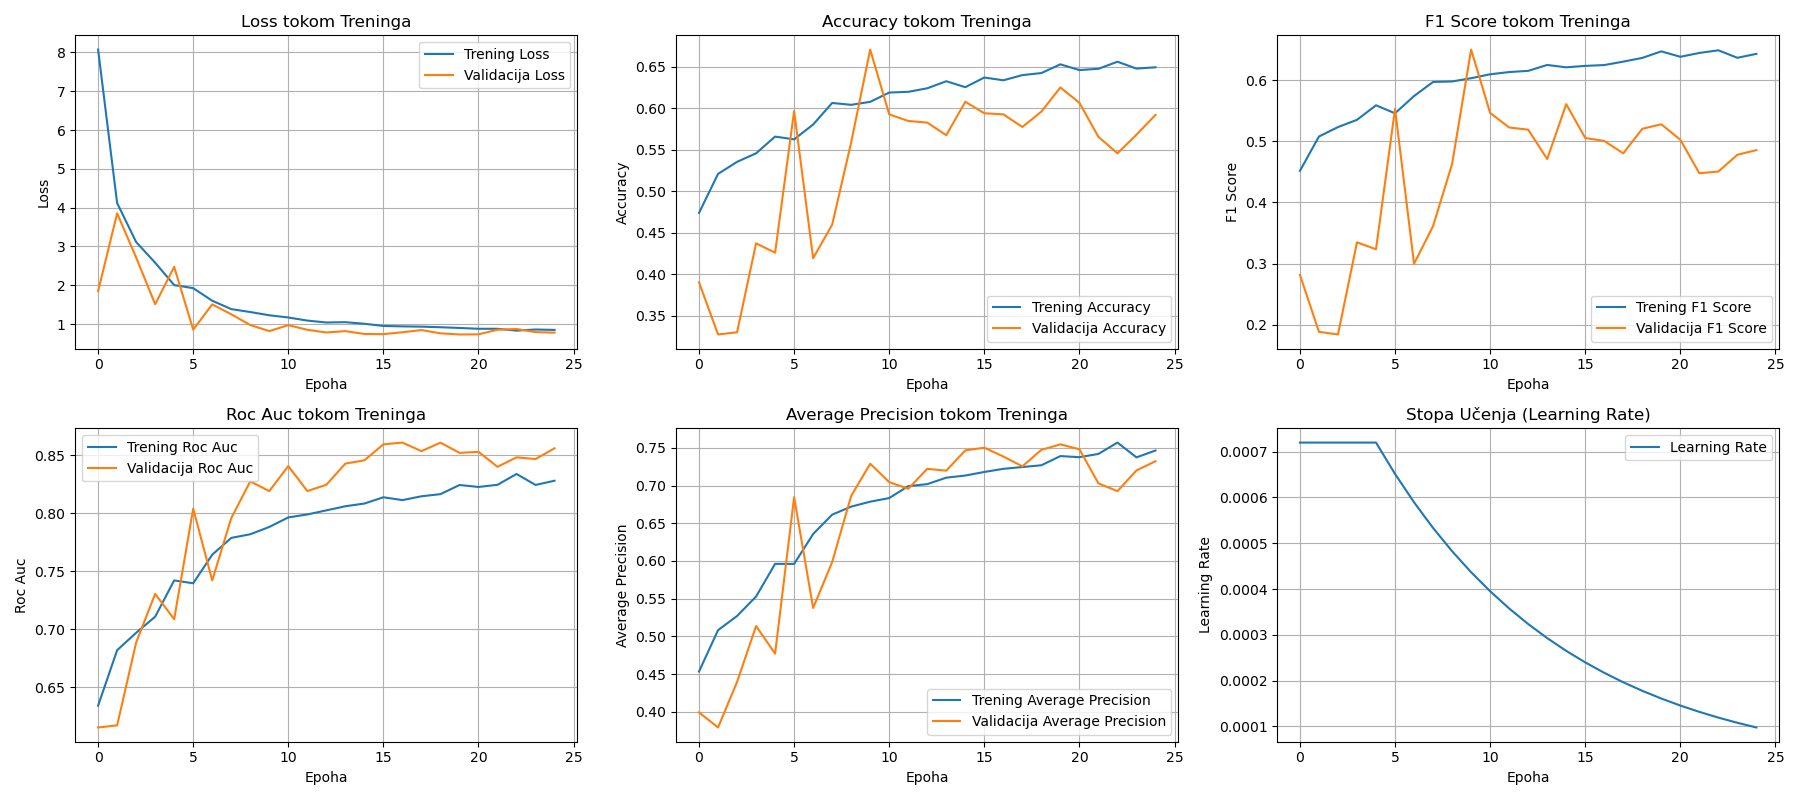 Loss tokom Treninga
8
7
6
5
4
3
2
1
Loss
Trening Loss
Validacija Loss
0
5
10
15
20
25
Epoha
Accuracy tokom Treninga
0.65
0.60
0.55
0.50
0.45
0.40
0.35
Accuracy
Trening Accuracy
Validacija Accuracy
0
5
10
15
20
25
Epoha
F1 Score tokom Treninga
0.6
0.5
0.4
0.3
0.2
F1 Score
Trening F1 Score
Validacija F1 Score
0
5
10
15
20
25
Epoha
Roc Auc tokom Treninga
Trening Roc Auc
Validacija Roc Auc
0.85
0.80
0.75
0.70
0.65
Roc Auc
0
5
10
15
20
25
Epoha
Average Precision tokom Treninga
0.75
0.70
0.65
0.60
0.55
0.50
0.45
0.40
Average Precision
Trening Average Precision
Validacija Average Precision
0
5
10
15
20
25
Epoha
Stopa Učenja (Learning Rate)
Learning Rate
0.0007
0.0006
0.0005
0.0004
0.0003
0.0002
0.0001
Learning Rate
0
5
10
15
20
25
Epoha